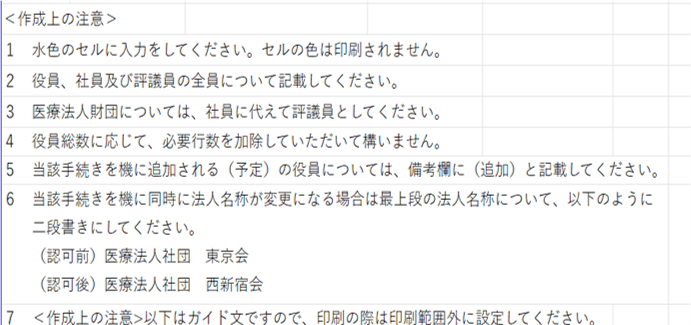 ＜作成上の注意＞
1 水色のセルに入力をしてください。セルの色は印刷されません。
2 役員、社員及び評議員の全員について記載してください。
3 医療法人財団については、社員に代えて評議員としてください。
4 役員総数に応じて、必要行数を加除していただいて構いません。
5 当該手続きを機に追加される（予定）の役員については、備考欄に（追加）と記載してください。
6 当該手続きを機に同時に法人名称が変更になる場合は最上段の法人名称について、以下のように
二段書きにしてください。
（認可前）医療法人社団　東京会
（認可後）医療法人社団　西新宿会
7 ＜作成上の注意>以下はガイド文ですので、印刷の際は印刷範囲外に設定してください。